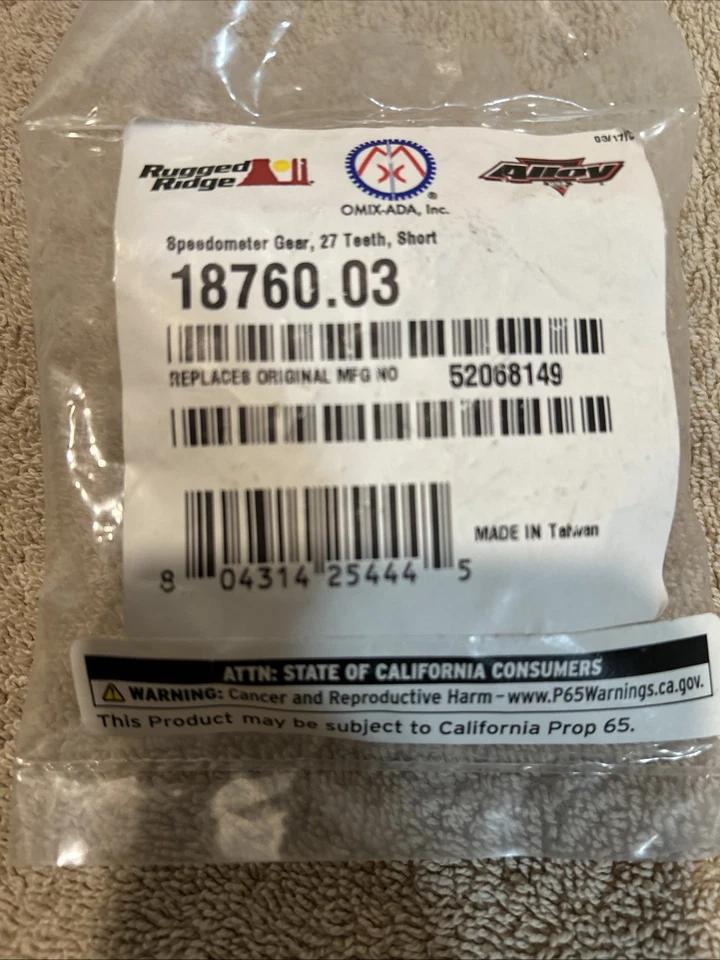 03/17/
Rugged
Ridge
OMIX-ADA, Inc.
Alloy
Speedometer Gear, 27 Teeth, Short
18760.03
REPLACES ORIGINAL MFG NO 52068149
MADE IN Taiwan
8 04314 25444 5
ATTN: STATE OF CALIFORNIA CONSUMERS
WARNING: Cancer and Reproductive Harm – www.P65Warnings.ca.gov.
This Product may be subject to California Prop 65.